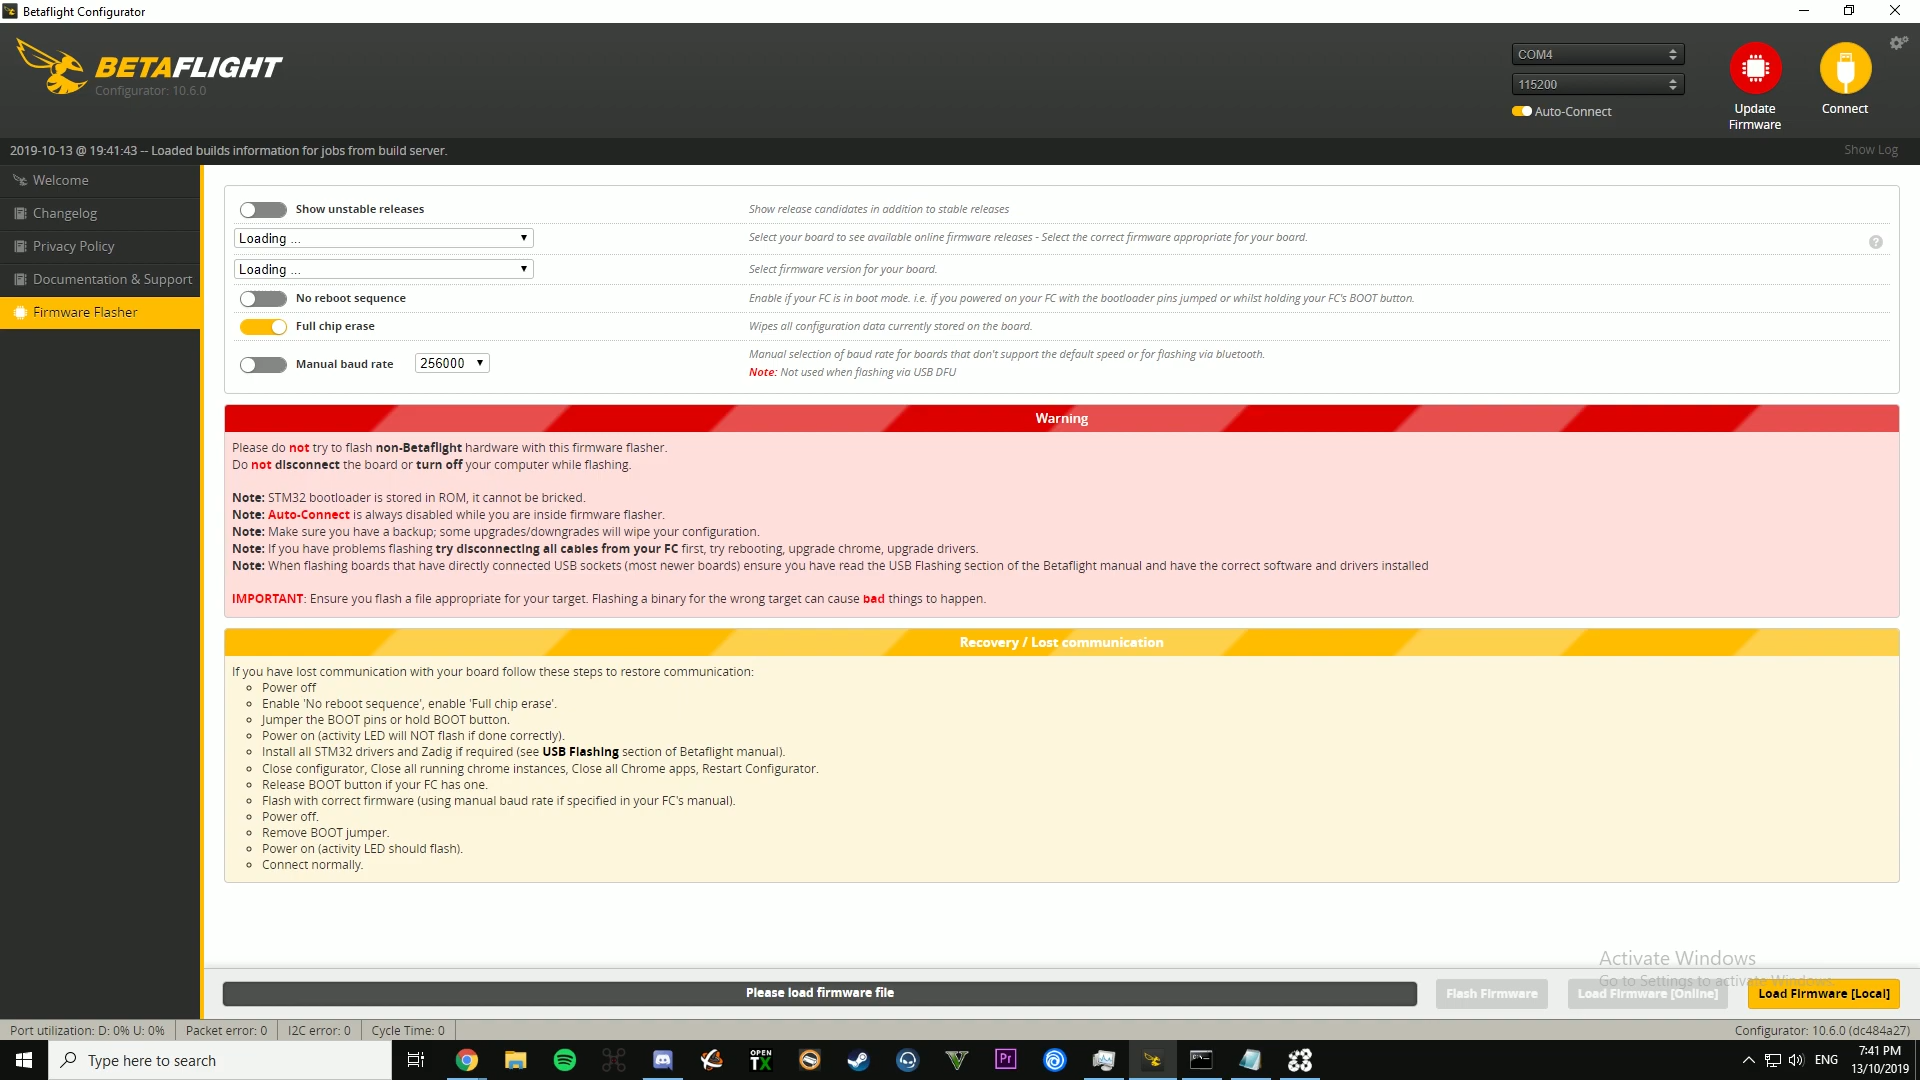 Betaflight Configurator
BETAFLIGHT
Configurator: 10.6.0
COM4
115200
Auto-Connect
Update
Firmware
Connect
2019-10-13 @ 19:41:43 -- Loaded builds information for jobs from build server.
Show Log
Welcome
Changelog
Privacy Policy
Documentation & Support
Firmware Flasher
Show unstable releases
Show release candidates in addition to stable releases
Loading ...
Select your board to see available online firmware releases - Select the correct firmware appropriate for your board.
?
Loading ...
Select firmware version for your board.
No reboot sequence
Enable if your FC is in boot mode. i.e. if you powered on your FC with the bootloader pins jumped or whilst holding your FC's BOOT button.
Full chip erase
Wipes all configuration data currently stored on the board.
Manual baud rate
256000
Manual selection of baud rate for boards that don't support the default speed or for flashing via bluetooth.
Note: Not used when flashing via USB DFU
Warning
Please do not try to flash non-Betaflight hardware with this firmware flasher.
Do not disconnect the board or turn off your computer while flashing.
Note: STM32 bootloader is stored in ROM, it cannot be bricked.
Note: Auto-Connect is always disabled while you are inside firmware flasher.
Note: Make sure you have a backup; some upgrades/downgrades will wipe your configuration.
Note: If you have problems flashing try disconnecting all cables from your FC first, try rebooting, upgrade chrome, upgrade drivers.
Note: When flashing boards that have directly connected USB sockets (most newer boards) ensure you have read the USB Flashing section of the Betaflight manual and have the correct software and drivers installed
IMPORTANT: Ensure you flash a file appropriate for your target. Flashing a binary for the wrong target can cause bad things to happen.
Recovery / Lost communication
If you have lost communication with your board follow these steps to restore communication:
Power off
Enable 'No reboot sequence', enable 'Full chip erase'.
Jumper the BOOT pins or hold BOOT button.
Power on (activity LED will NOT flash if done correctly).
Install all STM32 drivers and Zadig if required (see USB Flashing section of Betaflight manual).
Close configurator, Close all running chrome instances, Close all Chrome apps, Restart Configurator.
Release BOOT button if your FC has one.
Flash with correct firmware (using manual baud rate if specified in your FC's manual).
Power off.
Remove BOOT jumper.
Power on (activity LED should flash).
Connect normally.
Activate Windows
Go to Settings to activate Windows.
Please load firmware file
Flash Firmware
Load Firmware [Online]
Load Firmware [Local]
Port utilization: D: 0% U: 0%
Packet error: 0
I2C error: 0
Cycle Time: 0
Configurator: 10.6.0 (dc484a27)
Type here to search
OPEN
TX
Pr
ENG
7:41 PM
13/10/2019